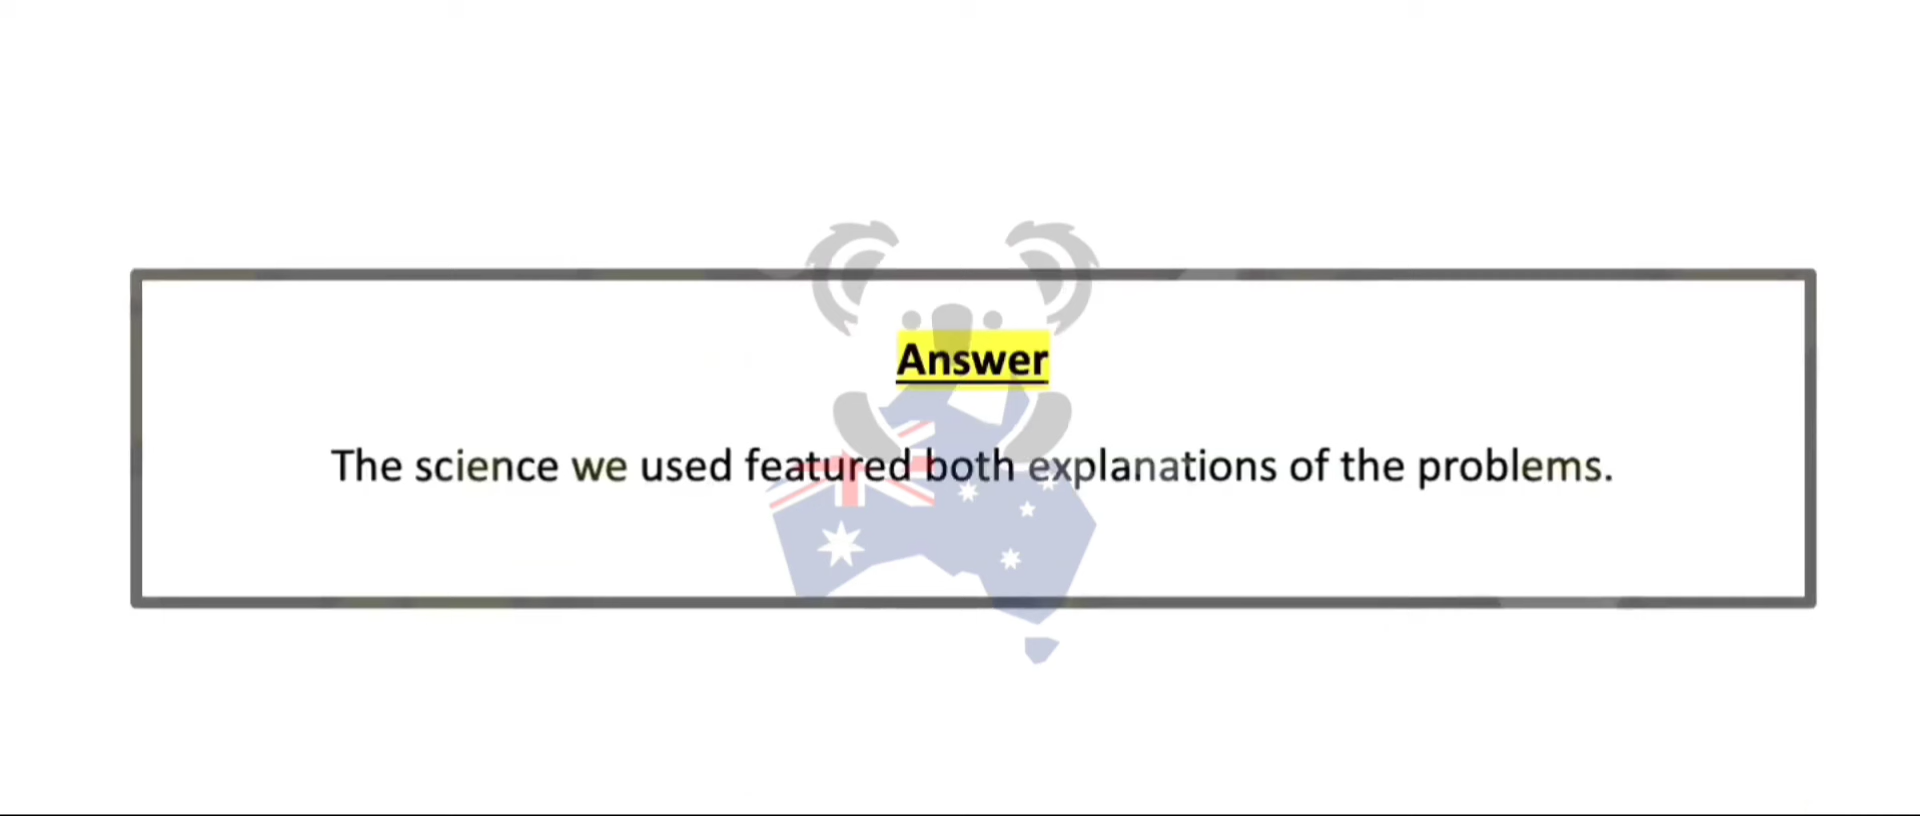 Answer
The science we used featured both explanations of the problems.